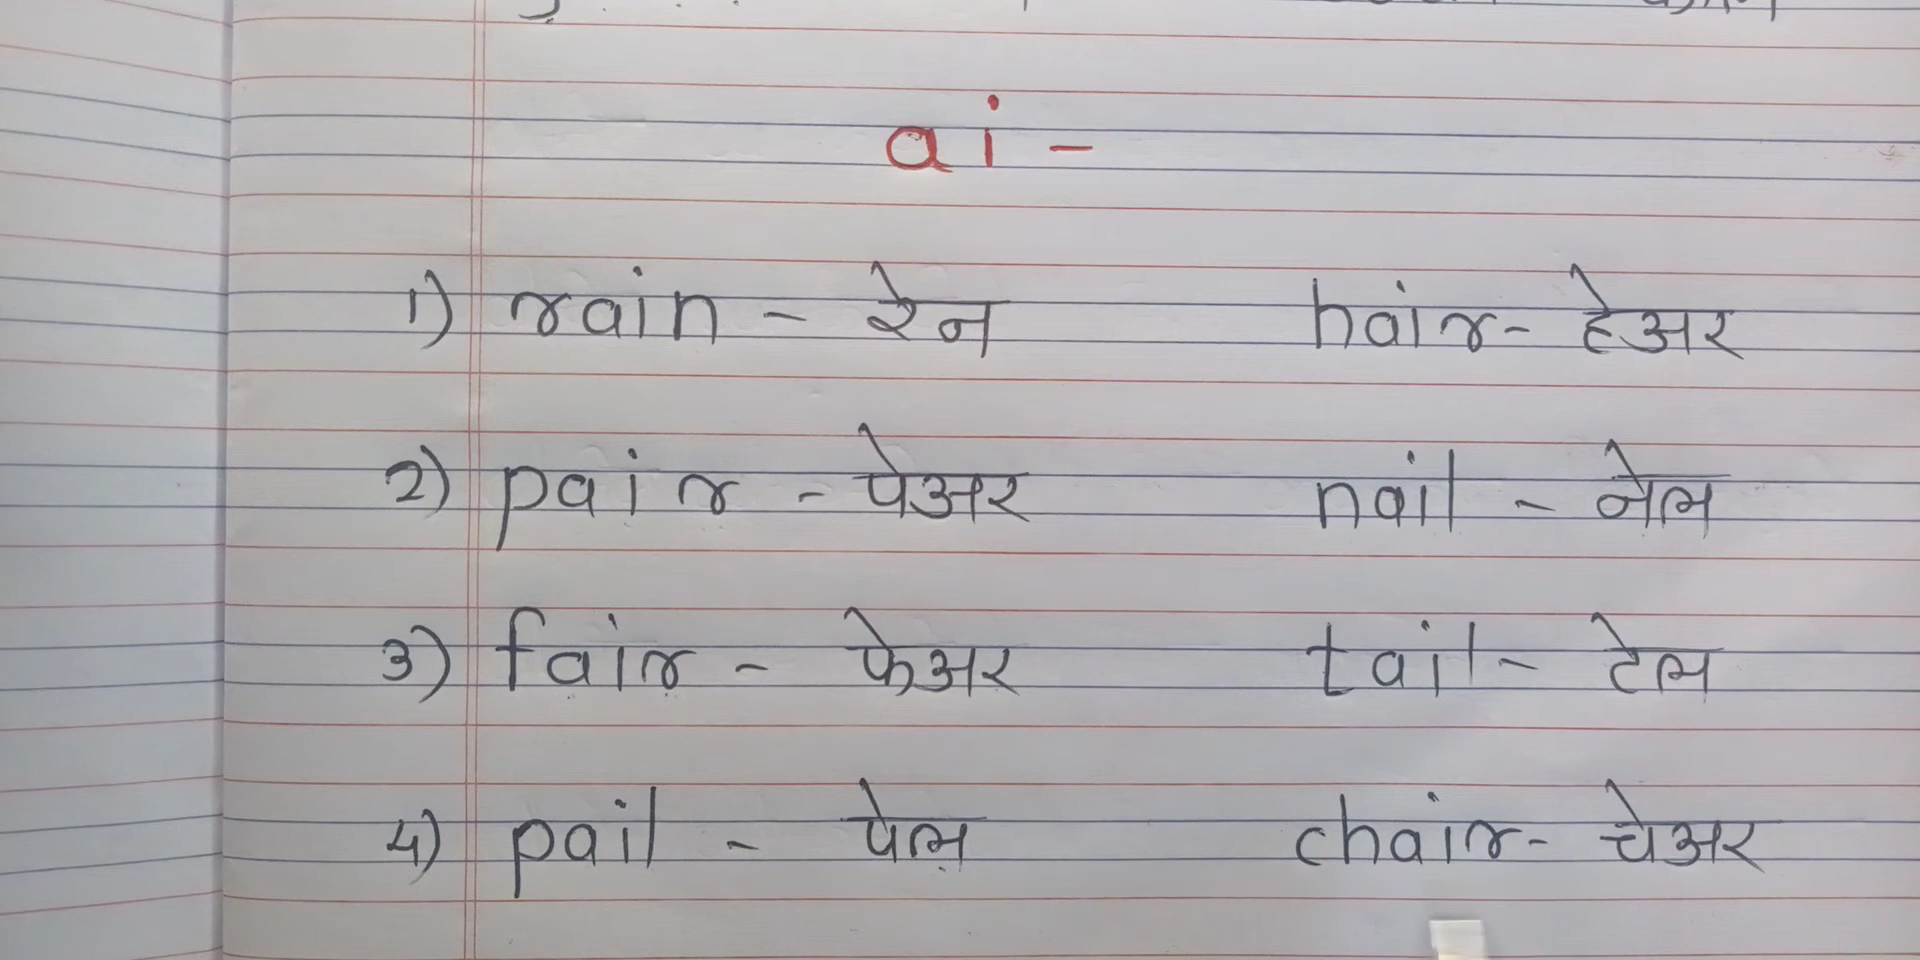 ai -
1) rain - रेन hair - हेअर
2) pair - पेअर nail - नेल
3) fair - फेअर tail - टेल
4) pail - पेल chair - चेअर